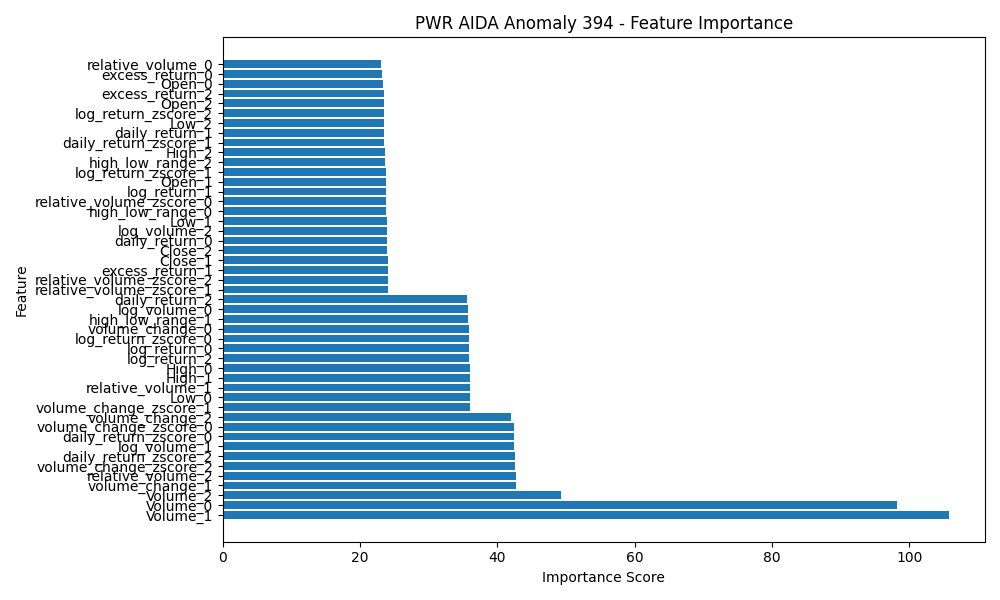 PWR AIDA Anomaly 394 - Feature Importance
relative_volume_0
excess_return_0
Open_0
excess_return_2
Open_2
log_return_zscore_2
Low_2
daily_return_1
daily_return_zscore_1
High_2
high_low_range_2
log_return_zscore_1
Open_1
log_return_1
relative_volume_zscore_0
high_low_range_0
Low_1
log_volume_2
daily_return_0
Close_2
Close_1
excess_return_1
relative_volume_zscore_2
relative_volume_zscore_1
daily_return_2
log_volume_0
high_low_range_1
volume_change_0
log_return_zscore_0
log_return_0
log_return_2
High_0
High_1
relative_volume_1
Low_0
volume_change_zscore_1
volume_change_2
volume_change_zscore_0
daily_return_zscore_0
log_volume_1
daily_return_zscore_2
volume_change_zscore_2
relative_volume_2
volume_change_1
Volume_2
Volume_0
Volume_1
Feature
0 20 40 60 80 100
Importance Score